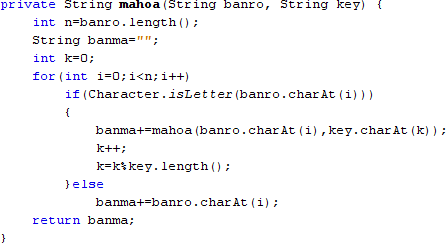 private String mahoa(String banro, String key) {
    int n=banro.length();
    String banma="";
    int k=0;
    for(int i=0;i<n;i++)
        if(Character.isLetter(banro.charAt(i)))
        {
            banma+=mahoa(banro.charAt(i),key.charAt(k));
            k++;
            k=k%key.length();
        }else
            banma+=banro.charAt(i);
    return banma;
}